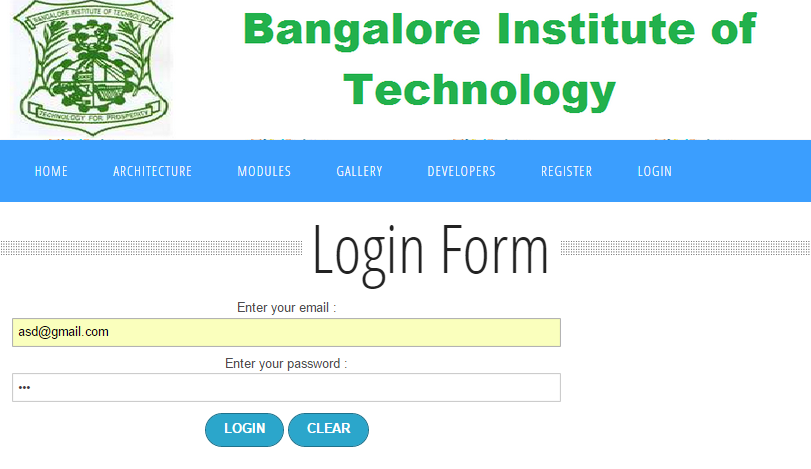 BANGALORE INSTITUTE OF TECHNOLOGY
TECHNOLOGY FOR PROSPERITY
Bangalore Institute of
Technology
HOME ARCHITECTURE MODULES GALLERY DEVELOPERS REGISTER LOGIN
Login Form
Enter your email :
asd@gmail.com
Enter your password :
•••
LOGIN CLEAR